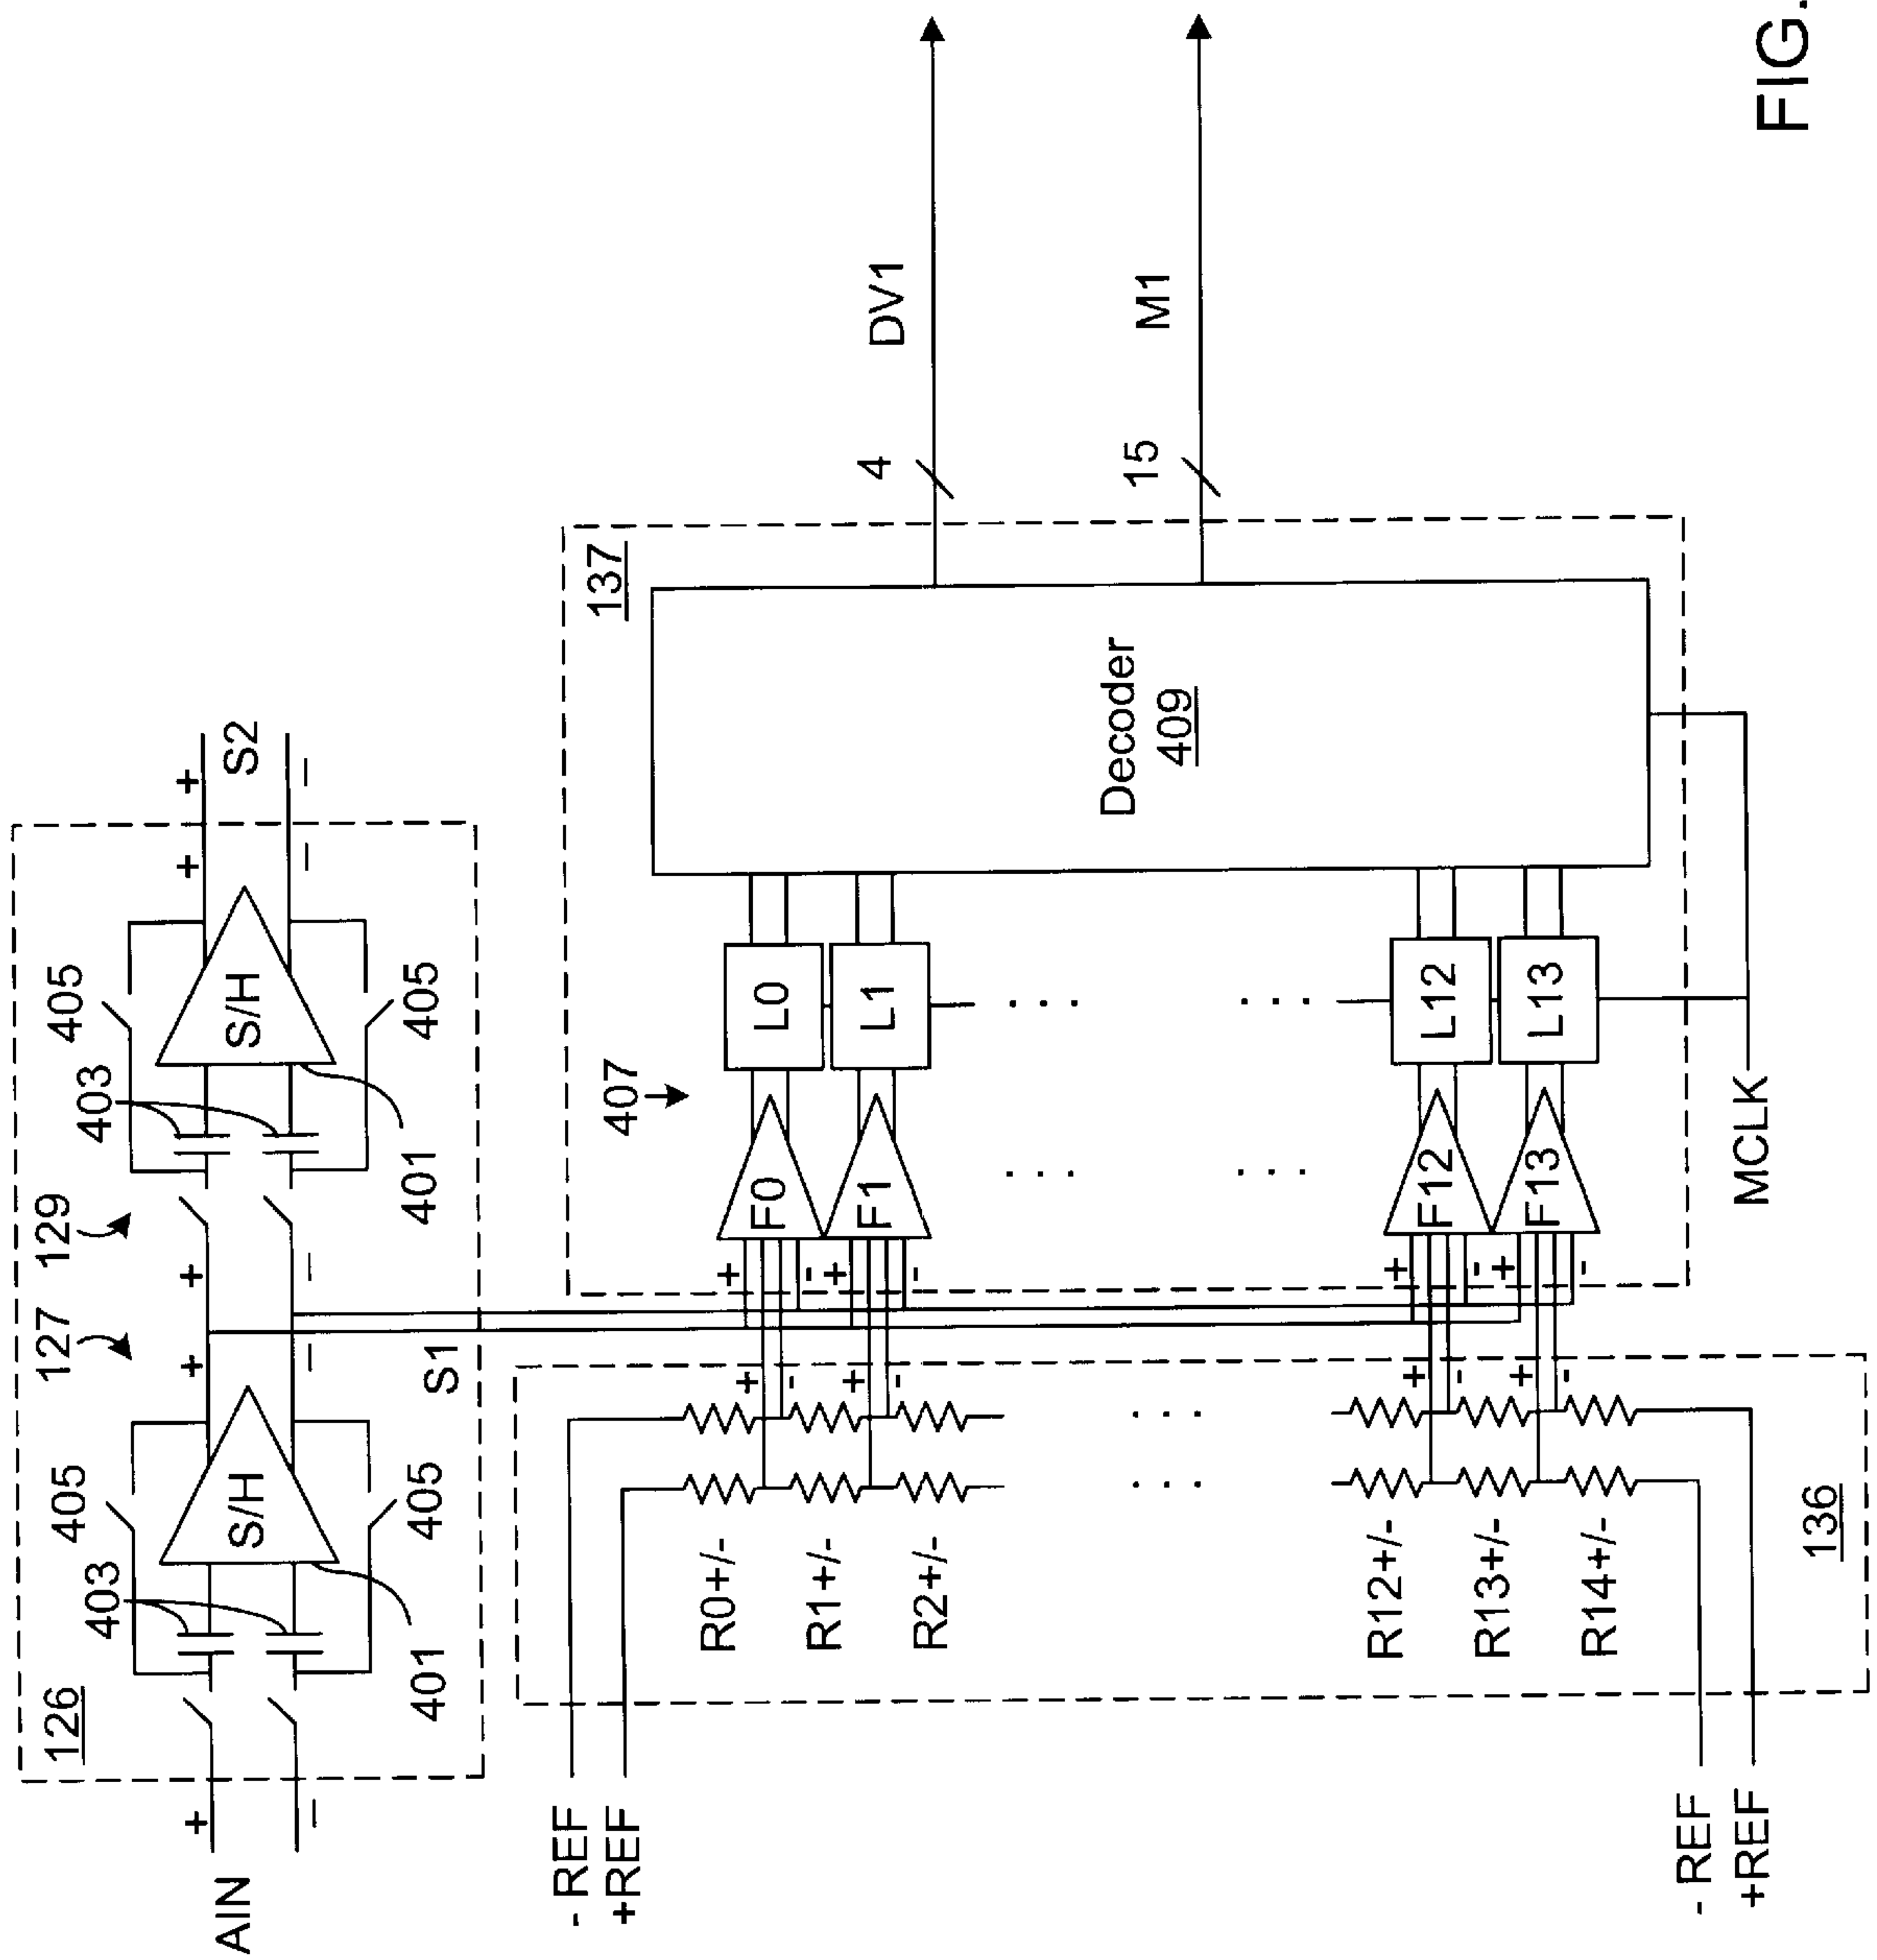 126
AIN
+
–
403
405
S/H
401
405
127
+
–
S1
129
+
–
403
405
S/H
401
405
+
–
+
–
S2
- REF
+REF
R0+/-
R1+/-
R2+/-
. . .
. . .
R12+/-
R13+/-
R14+/-
136
- REF
+REF
+
-
+
-
+
-
+
-
137
407
+
-
+
-
+
-
+
-
F0
F1
. . .
. . .
F12
F13
L0
L1
. . .
. . .
L12
L13
MCLK
Decoder
409
4
DV1
15
M1
FIG.